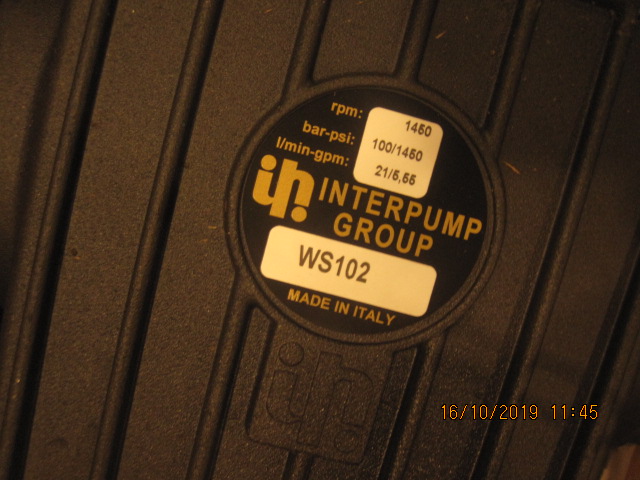 rpm: 1450
bar-psi: 100/1450
l/min-gpm: 21/5,55
INTERPUMP
GROUP
WS102
MADE IN ITALY
16/10/2019 11:45